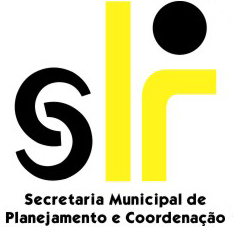 Secretaria Municipal de
Planejamento e Coordenação